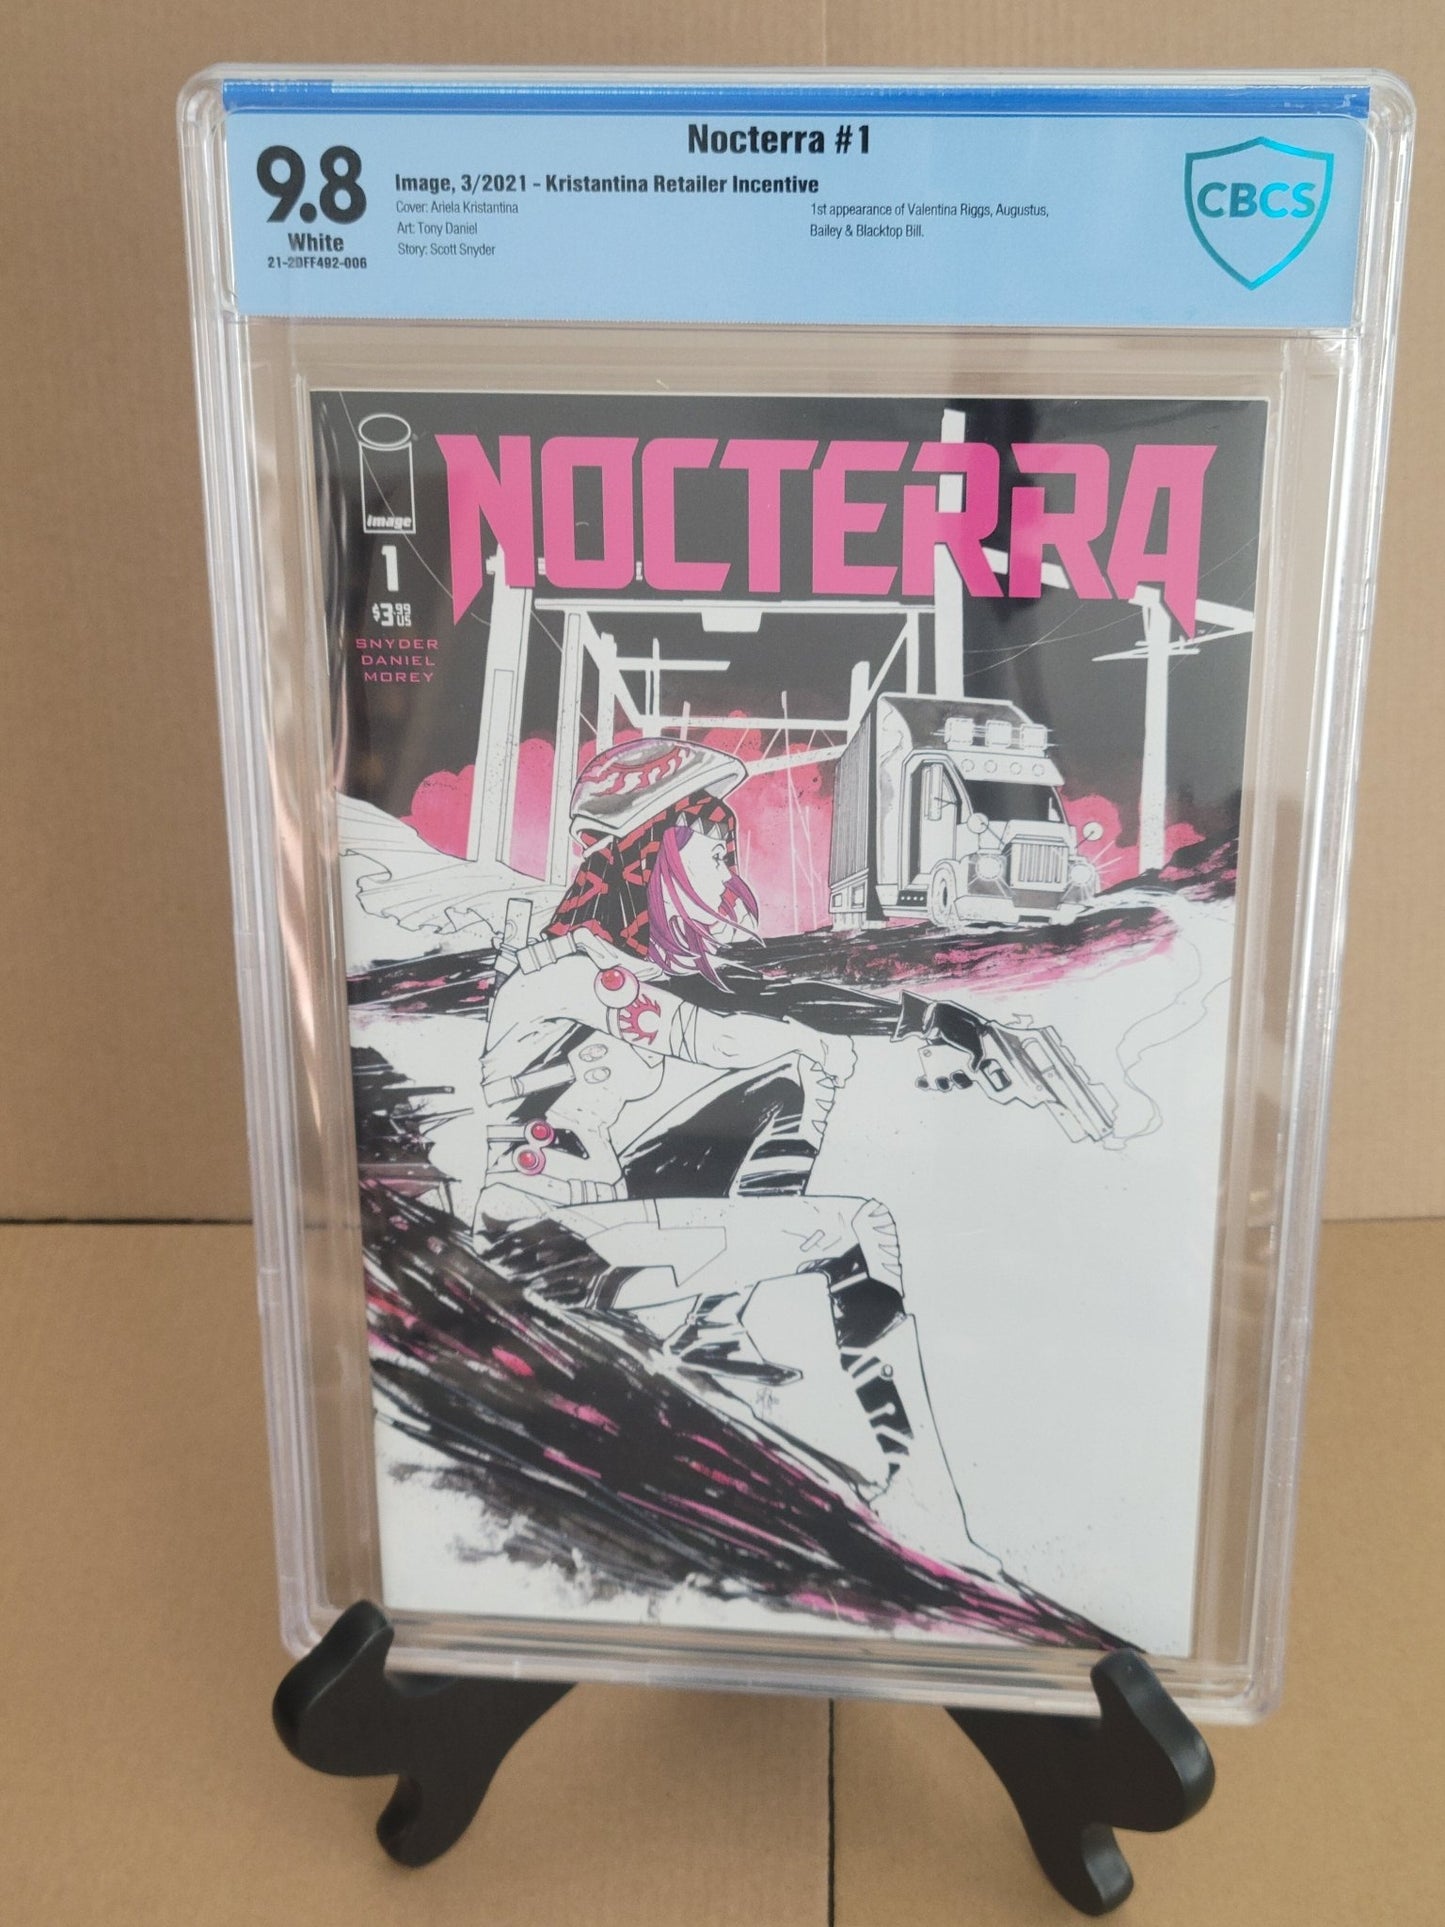 Nocterra #1
9.8
White
21-2DFF492-006
Image, 3/2021 - Kristantina Retailer Incentive
Cover: Ariela Kristantina
Art: Tony Daniel
Story: Scott Snyder
1st appearance of Valentina Riggs, Augustus,
Bailey & Blacktop Bill.
CBCS
image
NOCTERRA
1
$3.99 US
SNYDER
DANIEL
MOREY